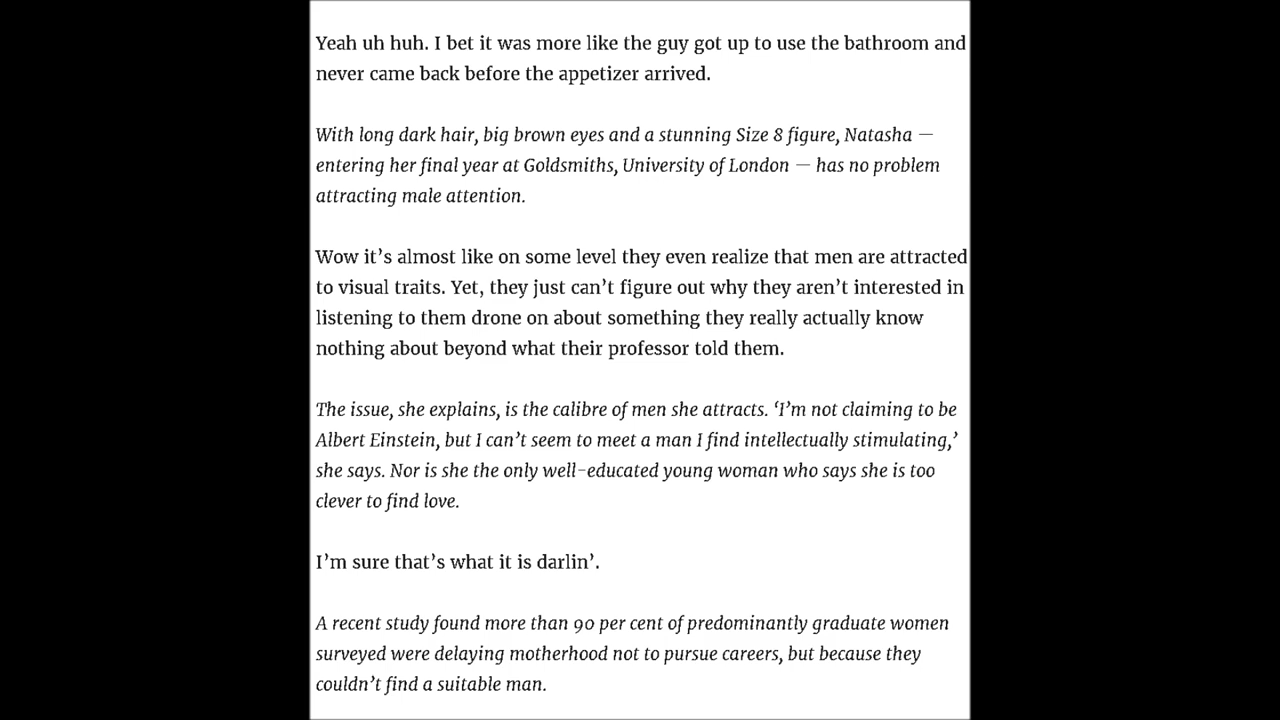 Yeah uh huh. I bet it was more like the guy got up to use the bathroom and
never came back before the appetizer arrived.
With long dark hair, big brown eyes and a stunning Size 8 figure, Natasha —
entering her final year at Goldsmiths, University of London — has no problem
attracting male attention.
Wow it’s almost like on some level they even realize that men are attracted
to visual traits. Yet, they just can’t figure out why they aren’t interested in
listening to them drone on about something they really actually know
nothing about beyond what their professor told them.
The issue, she explains, is the calibre of men she attracts. ‘I’m not claiming to be
Albert Einstein, but I can’t seem to meet a man I find intellectually stimulating,’
she says. Nor is she the only well-educated young woman who says she is too
clever to find love.
I’m sure that’s what it is darlin’.
A recent study found more than 90 per cent of predominantly graduate women
surveyed were delaying motherhood not to pursue careers, but because they
couldn’t find a suitable man.